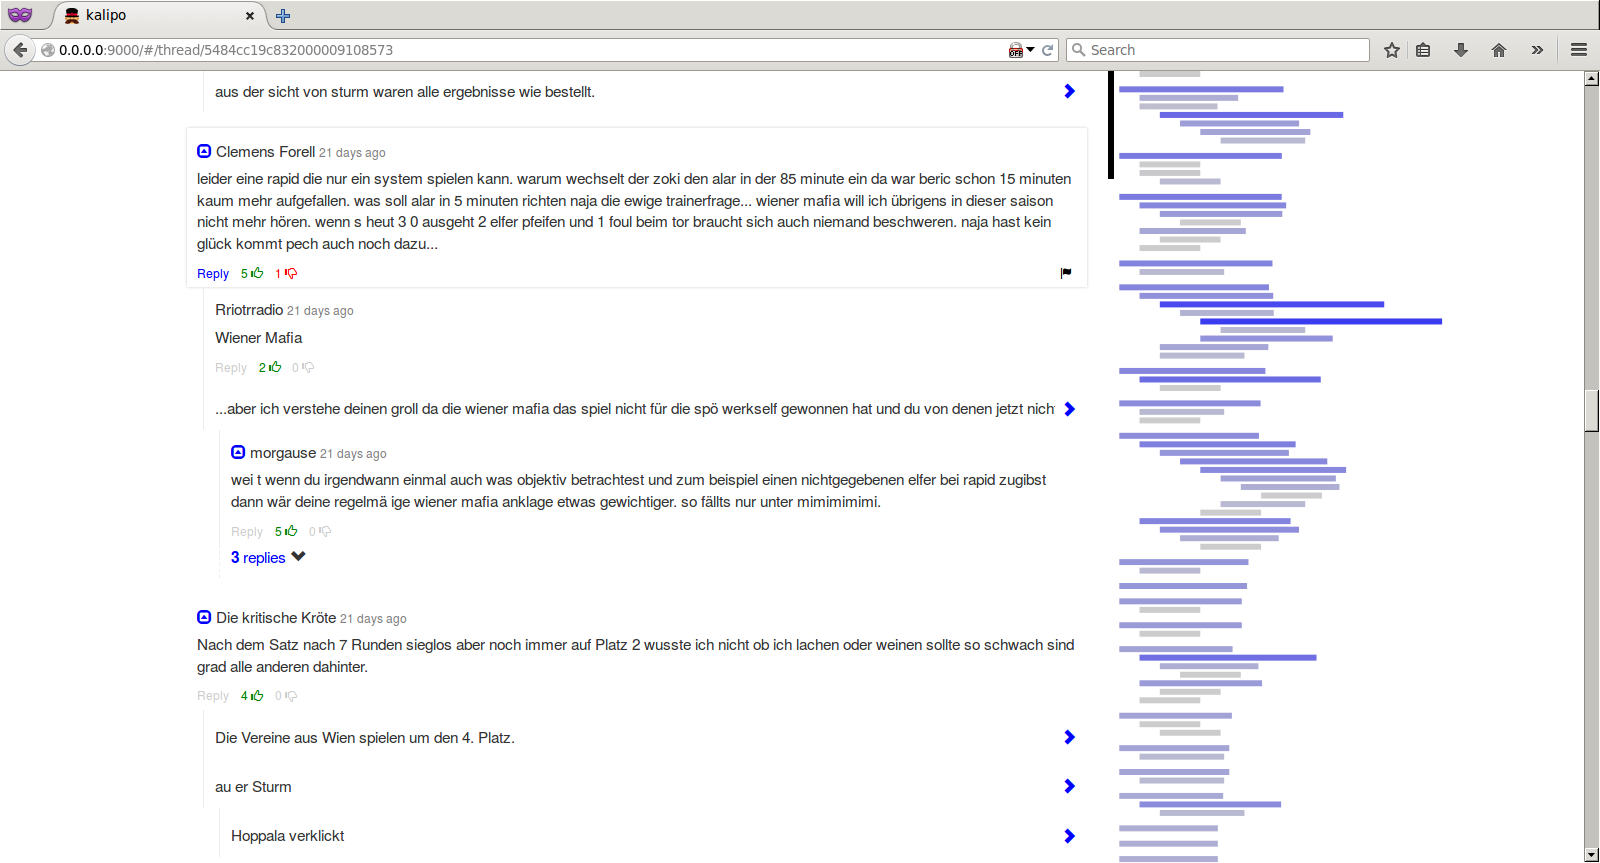 kalipo
0.0.0.0:9000/#/thread/5484cc19c832000009108573
OFF
Search
aus der sicht von sturm waren alle ergebnisse wie bestellt.
Clemens Forell 21 days ago
leider eine rapid die nur ein system spielen kann. warum wechselt der zoki den alar in der 85 minute ein da war beric schon 15 minuten
kaum mehr aufgefallen. was soll alar in 5 minuten richten naja die ewige trainerfrage... wiener mafia will ich übrigens in dieser saison
nicht mehr hören. wenn s heut 3 0 ausgeht 2 elfer pfeifen und 1 foul beim tor braucht sich auch niemand beschweren. naja hast kein
glück kommt pech auch noch dazu...
Reply 5 1
Rriotrradio 21 days ago
Wiener Mafia
Reply 2 0
...aber ich verstehe deinen groll da die wiener mafia das spiel nicht für die spö werkself gewonnen hat und du von denen jetzt nich
morgause 21 days ago
wei t wenn du irgendwann einmal auch was objektiv betrachtest und zum beispiel einen nichtgegebenen elfer bei rapid zugibst
dann wär deine regelmä ige wiener mafia anklage etwas gewichtiger. so fällts nur unter mimimimimi.
Reply 5 0
3 replies
Die kritische Kröte 21 days ago
Nach dem Satz nach 7 Runden sieglos aber noch immer auf Platz 2 wusste ich nicht ob ich lachen oder weinen sollte so schwach sind
grad alle anderen dahinter.
Reply 4 0
Die Vereine aus Wien spielen um den 4. Platz.
au er Sturm
Hoppala verklickt